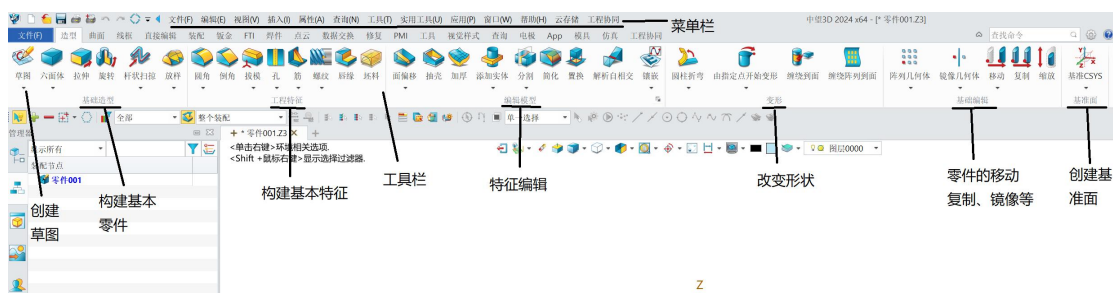 文件(F) 编辑(E) 视图(V) 插入(I) 属性(A) 查询(N) 工具(T) 实用工具(U) 应用(P) 窗口(W) 帮助(H) 云存储 工程协同
菜单栏
中望3D 2024 x64 - [* 零件001.Z3]
文件(F) 造型 曲面 线框 直接编辑 装配 钣金 FTI 焊件 点云 数据交换 修复 PMI 工具 视觉样式 查询 电极 App 模具 仿真 工程协同
查找命令
草图 六面体 拉伸 旋转 杆状扫掠 放样 圆角 倒角 拔模 孔 筋 螺纹 唇缘 坯料 面偏移 抽壳 加厚 添加实体 分割 简化 置换 解析自相交 镶嵌 圆柱折弯 由指定点开始变形 缠绕到面 缠绕阵列到面 阵列几何体 镜像几何体 移动 复制 缩放 基准CSYS
基础造型 工程特征 编辑模型 变形 基础编辑 基准面
全部 整个装配 单一选择
管理器
* 零件001.Z3
显示所有
<单击右键>环境相关选项.
<Shift +鼠标右键>显示选择过滤器.
图层0000
装配节点
零件001
创建
草图
构建基本
零件
构建基本特征
工具栏
特征编辑
改变形状
零件的移动
复制、镜像等
创建基
准面
Z